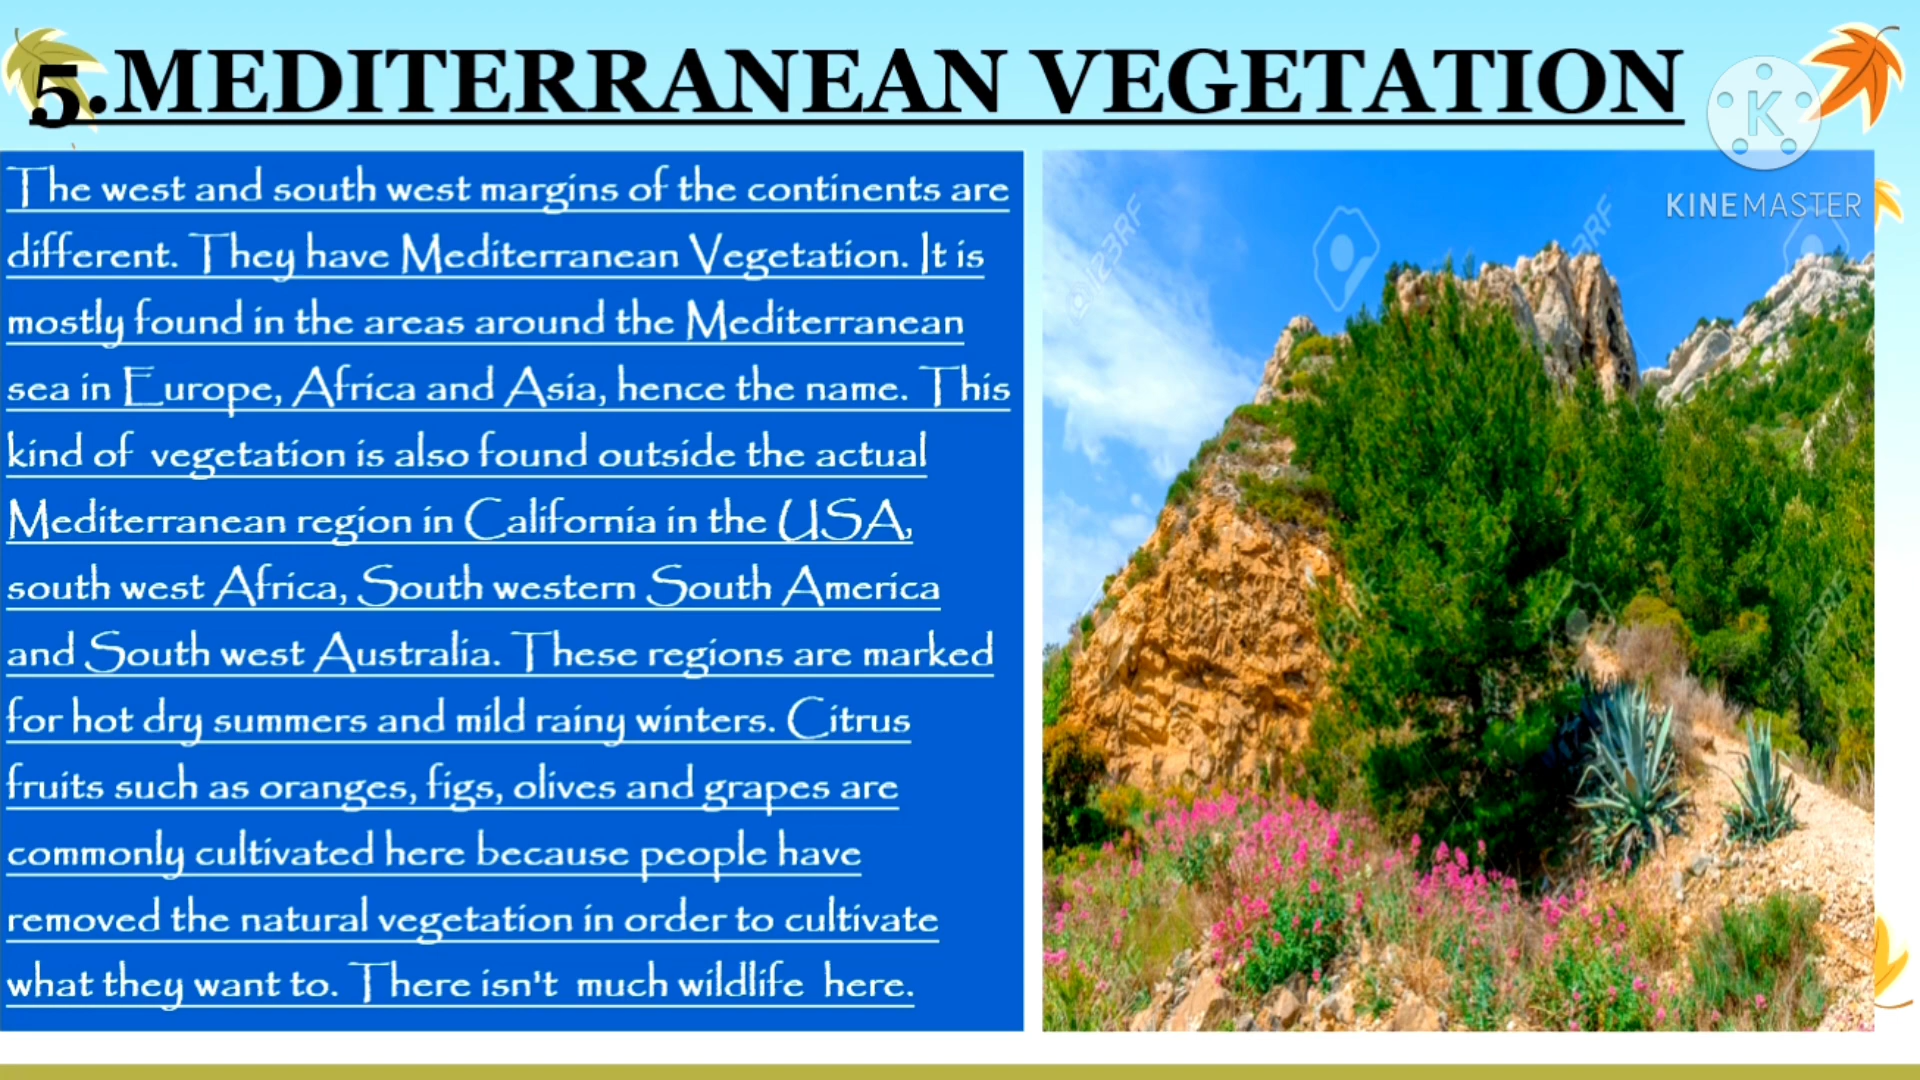 5.MEDITERRANEAN VEGETATION
K
KINEMASTER
The west and south west margins of the continents are
different. They have Mediterranean Vegetation. It is
mostly found in the areas around the Mediterranean
sea in Europe, Africa and Asia, hence the name. This
kind of vegetation is also found outside the actual
Mediterranean region in California in the USA,
south west Africa, South western South America
and South west Australia. These regions are marked
for hot dry summers and mild rainy winters. Citrus
fruits such as oranges, figs, olives and grapes are
commonly cultivated here because people have
removed the natural vegetation in order to cultivate
what they want to. There isn't much wildlife here.
123RF
123RF
123RF